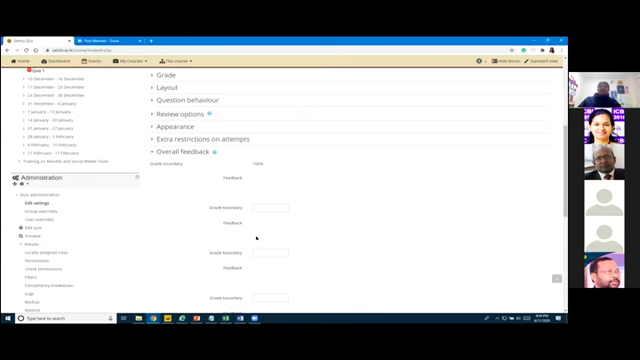 Editing Quiz
Post Attendee - Zoom
Home
Dashboard
Events
My Courses
This course
Hide blocks
Standard view
Quiz 1
10 December - 16 December
17 December - 23 December
24 December - 30 December
31 December - 6 January
7 January - 13 January
14 January - 20 January
21 January - 27 January
28 January - 3 February
4 February - 10 February
11 February - 17 February
Training on Moodle and Social Media Tools
Administration
Quiz administration
Edit settings
Group overrides
User overrides
Edit quiz
Preview
Results
Locally assigned roles
Permissions
Check permissions
Filters
Competency breakdown
Logs
Backup
Restore
Grade
Layout
Question behaviour
Review options
Appearance
Extra restrictions on attempts
Overall feedback
Grade boundary
100%
Feedback
Grade boundary
Feedback
Grade boundary
Feedback
Grade boundary
Type here to search